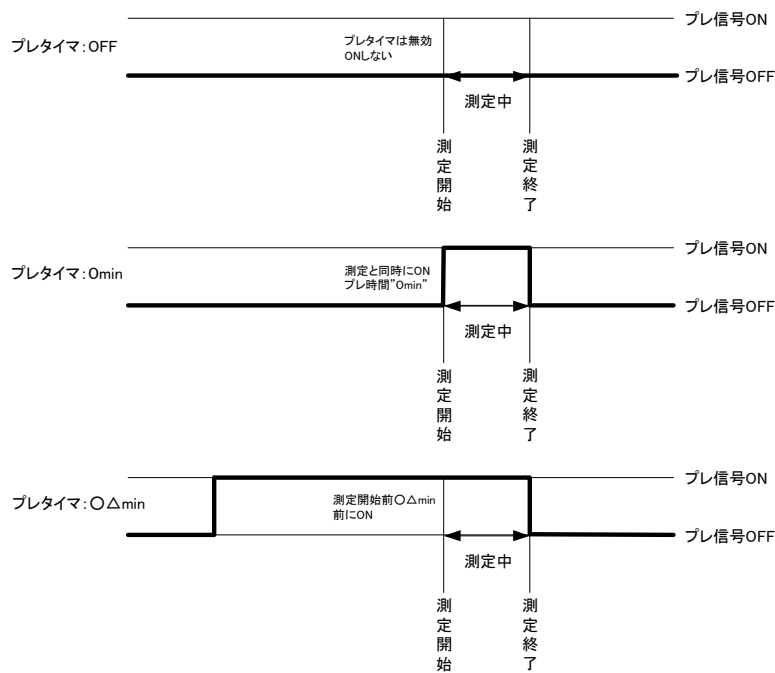 プレ信号ON
プレタイマ：OFF
プレタイマは無効
ONしない
プレ信号OFF
測定中
測定開始
測定終了
プレ信号ON
プレタイマ：0min
測定と同時にON
プレ時間"0min"
プレ信号OFF
測定中
測定開始
測定終了
プレ信号ON
プレタイマ：〇△min
測定開始前〇△min
前にON
プレ信号OFF
測定中
測定開始
測定終了